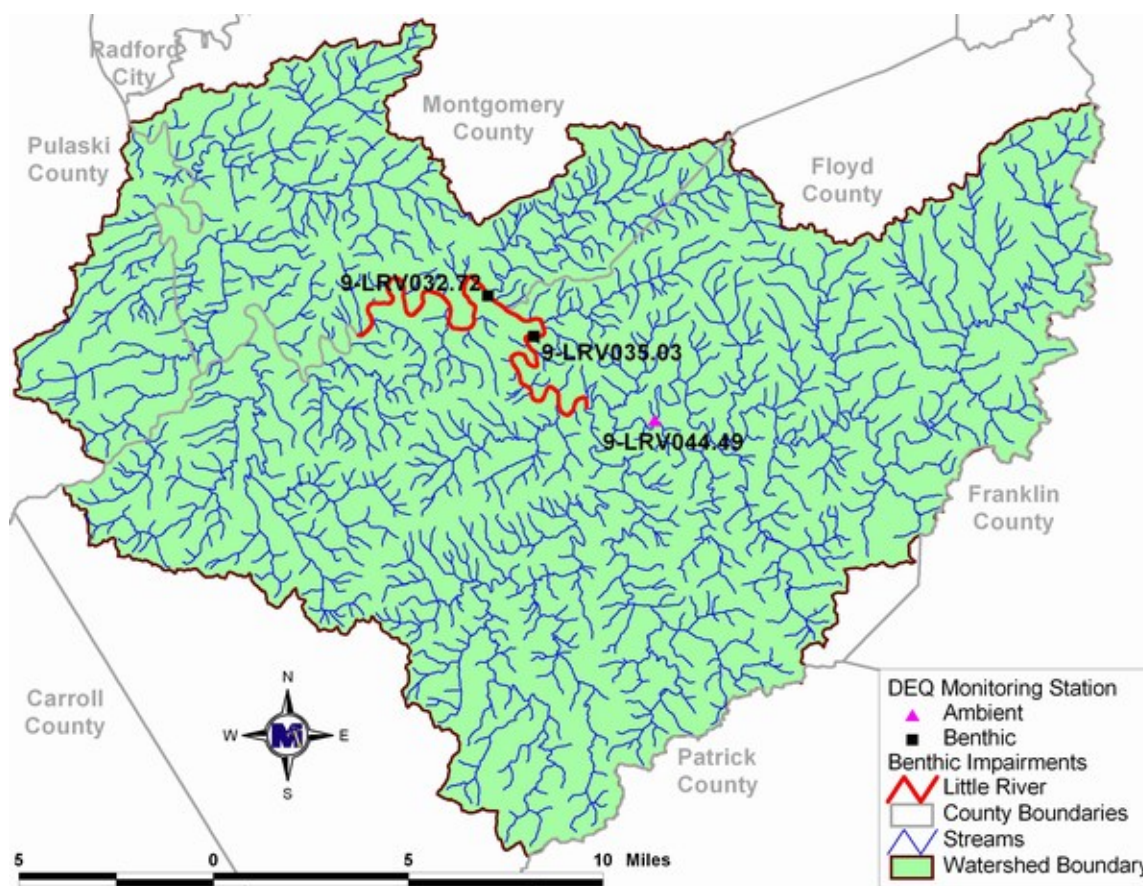 Radford
City
Montgomery
County
Pulaski
County
Floyd
County
9-LRV032.72
9-LRV035.03
9-LRV044.49
Franklin
County
Carroll
County
N
W
M
E
S
Patrick
County
DEQ Monitoring Station
Ambient
Benthic
Benthic Impairments
Little River
County Boundaries
Streams
Watershed Boundary
5 0 5 10 Miles